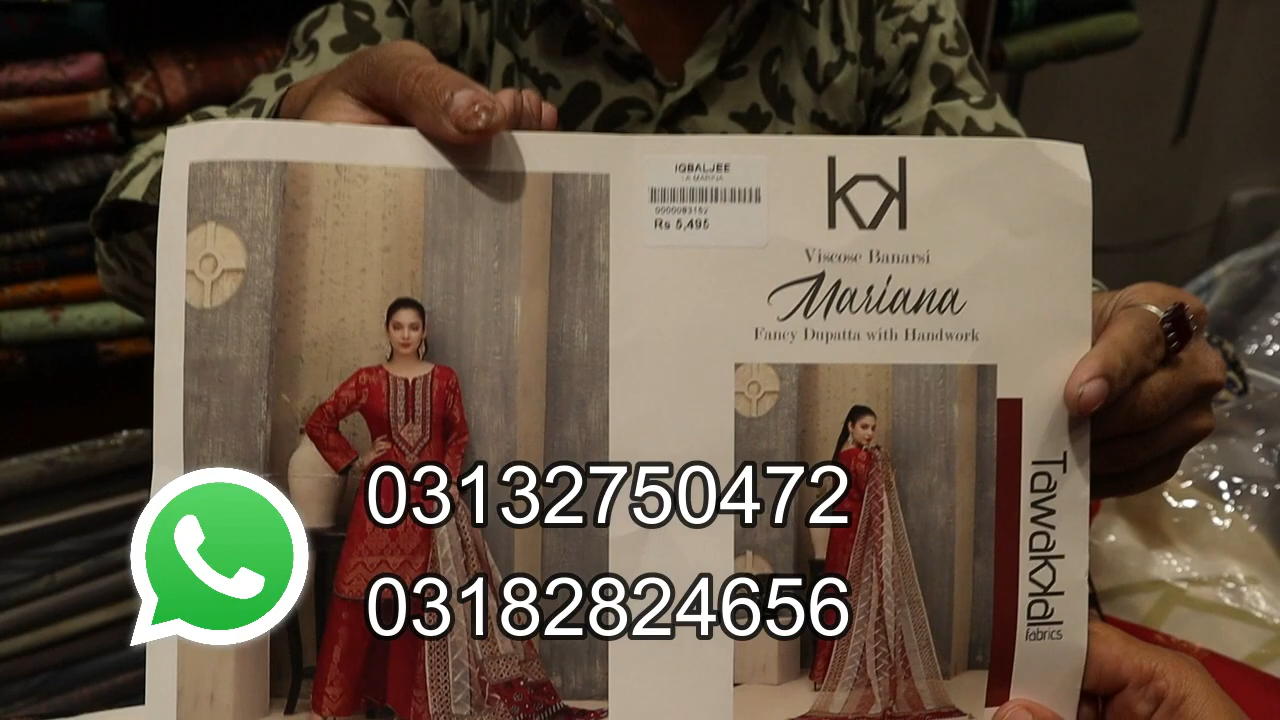 IQBALJEE
Rs 5,495
Viscose Banarsi
Mariana
Fancy Dupatta with Handwork
Tawakkal
fabrics
03132750472
03182824656